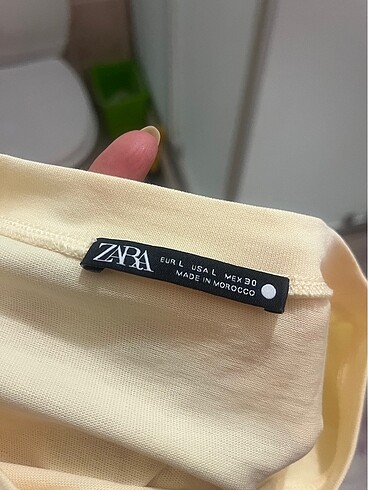 ZARA
EUR L USA L MEX 30
MADE IN MOROCCO